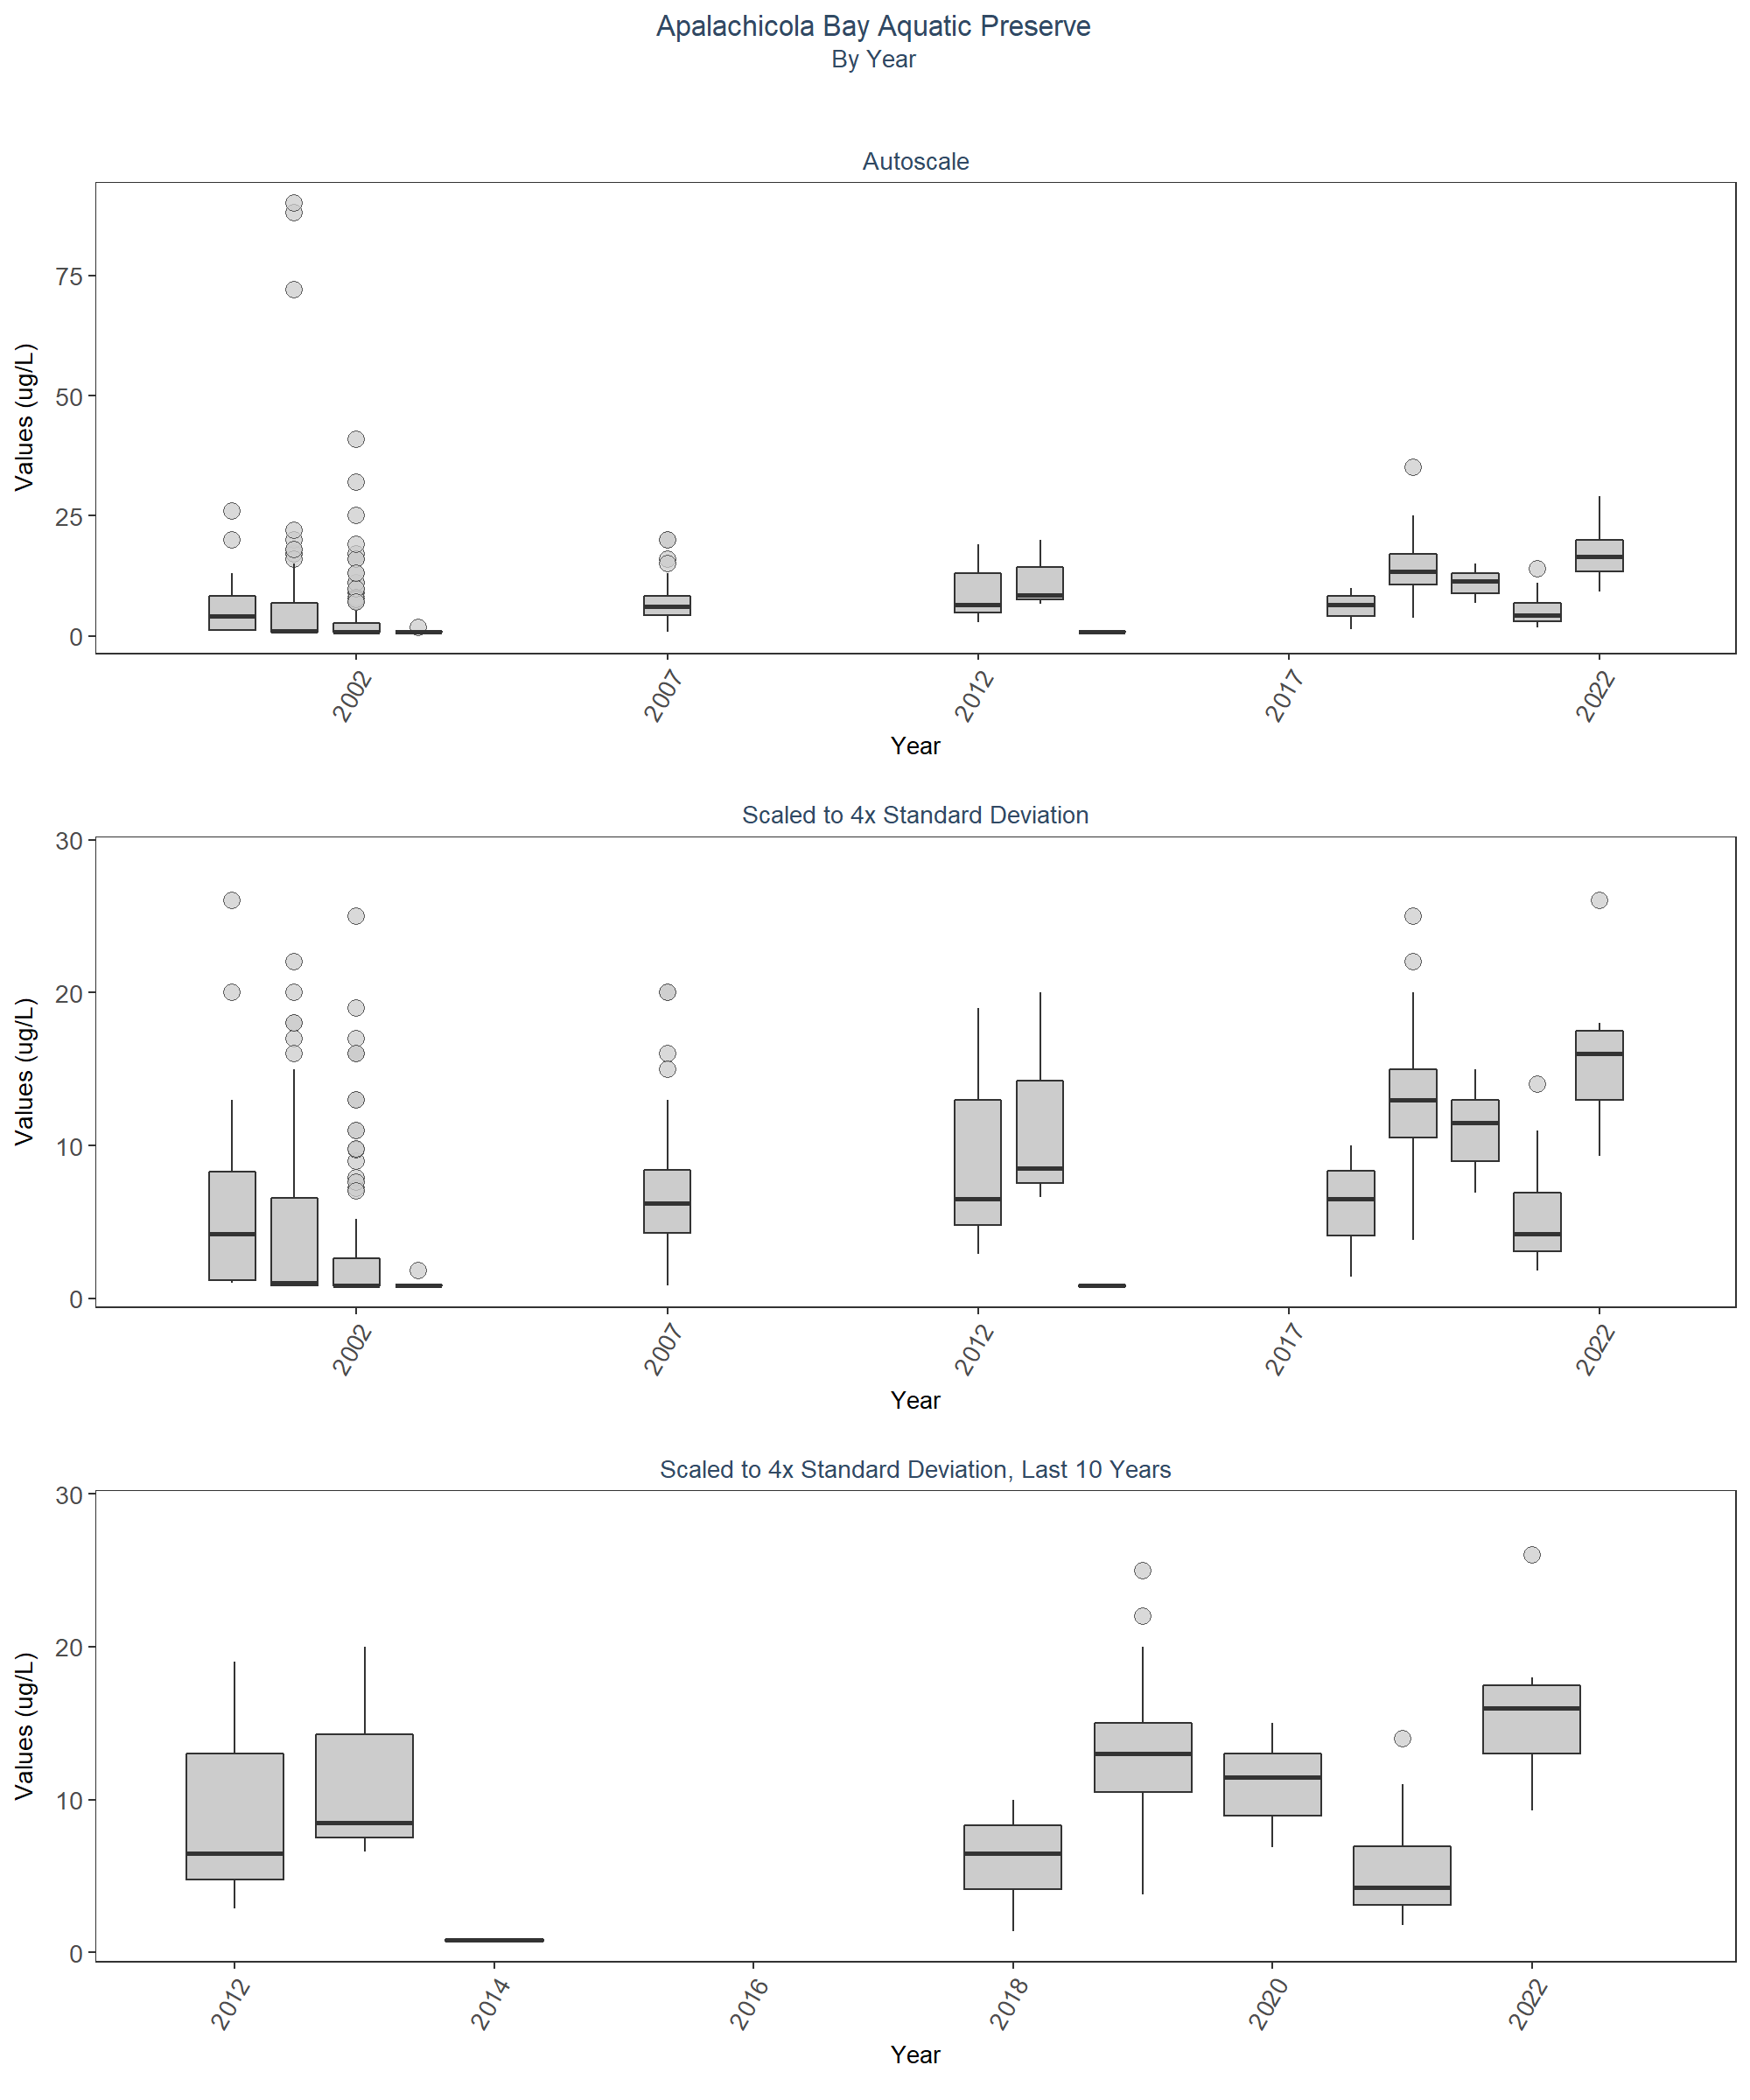 Apalachicola Bay Aquatic Preserve
By Year
Autoscale
Values (ug/L)
75
50
25
0
2002 2007 2012 2017 2022
Year
Scaled to 4x Standard Deviation
Values (ug/L)
30
20
10
0
2002 2007 2012 2017 2022
Year
Scaled to 4x Standard Deviation, Last 10 Years
Values (ug/L)
30
20
10
0
2012 2014 2016 2018 2020 2022
Year